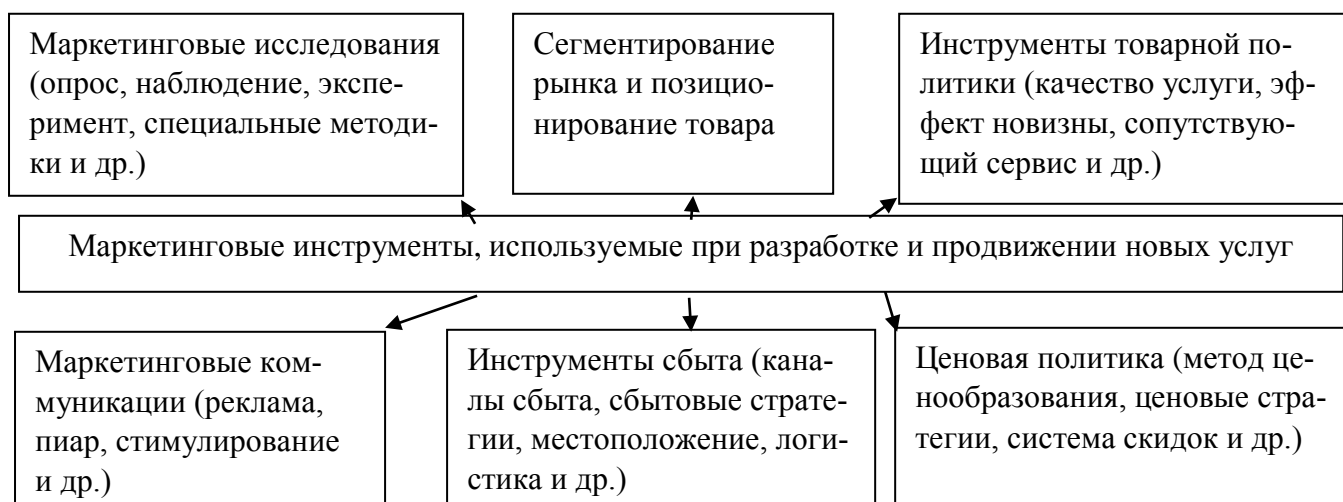 Маркетинговые исследования
(опрос, наблюдение, экспе-
римент, специальные методи-
ки и др.)
Сегментирование
рынка и позицио-
нирование товара
Инструменты товарной по-
литики (качество услуги, эф-
фект новизны, сопутствую-
щий сервис и др.)
Маркетинговые инструменты, используемые при разработке и продвижении новых услуг
Маркетинговые ком-
муникации (реклама,
пиар, стимулирование
и др.)
Инструменты сбыта (кана-
лы сбыта, сбытовые страте-
гии, местоположение, логи-
стика и др.)
Ценовая политика (метод це-
нообразования, ценовые стра-
тегии, система скидок и др.)